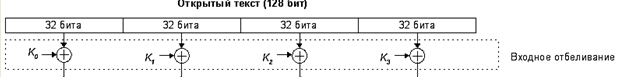 Открытый текст (128 бит)
32 бита 32 бита 32 бита 32 бита
K₀ K₁ K₂ K₃
Входное отбеливание